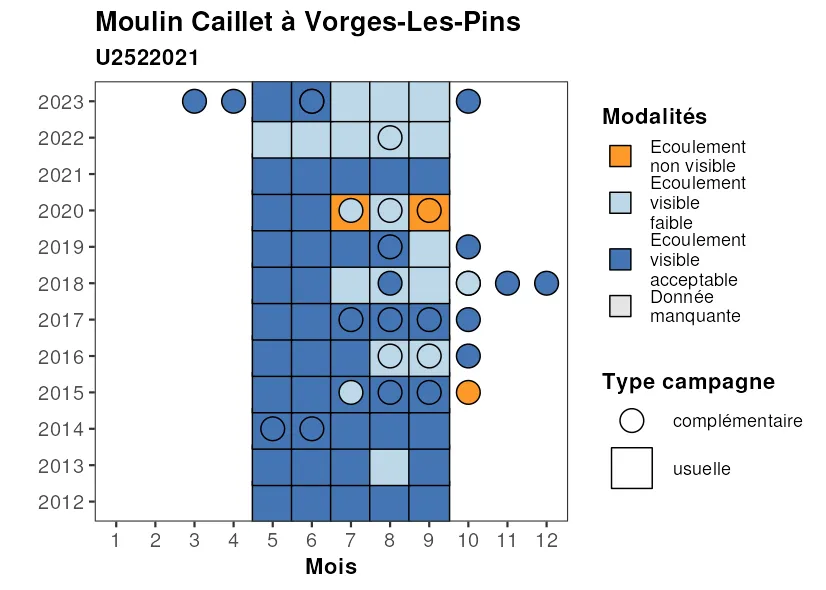 Moulin Caillet à Vorges-Les-Pins
U2522021
2023
2022
2021
2020
2019
2018
2017
2016
2015
2014
2013
2012
1 2 3 4 5 6 7 8 9 10 11 12
Mois
Modalités
Ecoulement
non visible
Ecoulement
visible
faible
Ecoulement
visible
acceptable
Donnée
manquante
Type campagne
complémentaire
usuelle